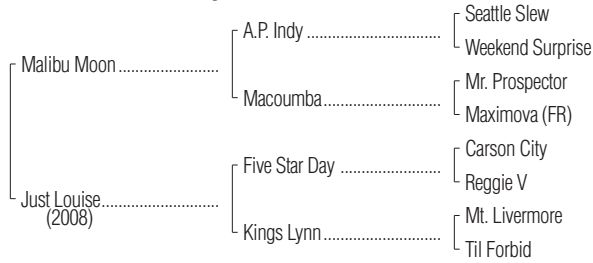 Seattle Slew
A.P. Indy
Weekend Surprise
Malibu Moon
Mr. Prospector
Macoumba
Maximova (FR)
Carson City
Five Star Day
Reggie V
Just Louise
(2008)
Mt. Livermore
Kings Lynn
Til Forbid